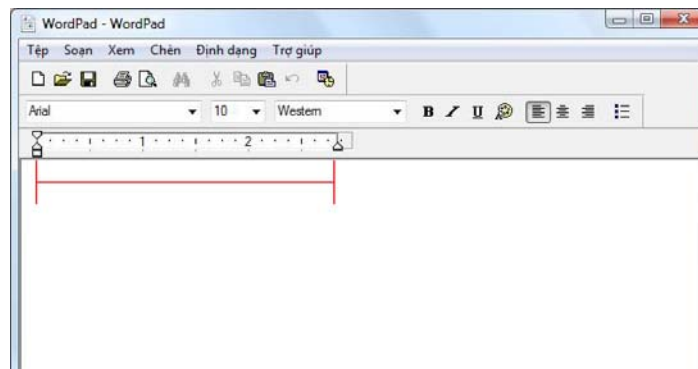 WordPad - WordPad
Tệp Soạn Xem Chèn Định dạng Trợ giúp
Arial 10 Western B I U
1 2